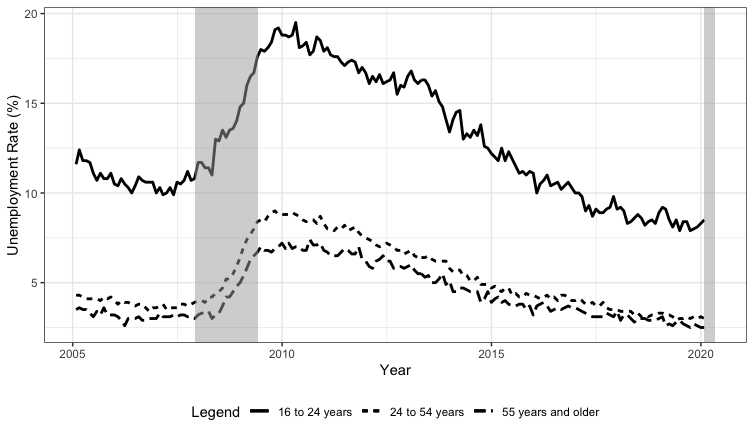 Unemployment Rate (%)
20
15
10
5
2005 2010 2015 2020
Year
Legend 16 to 24 years 24 to 54 years 55 years and older